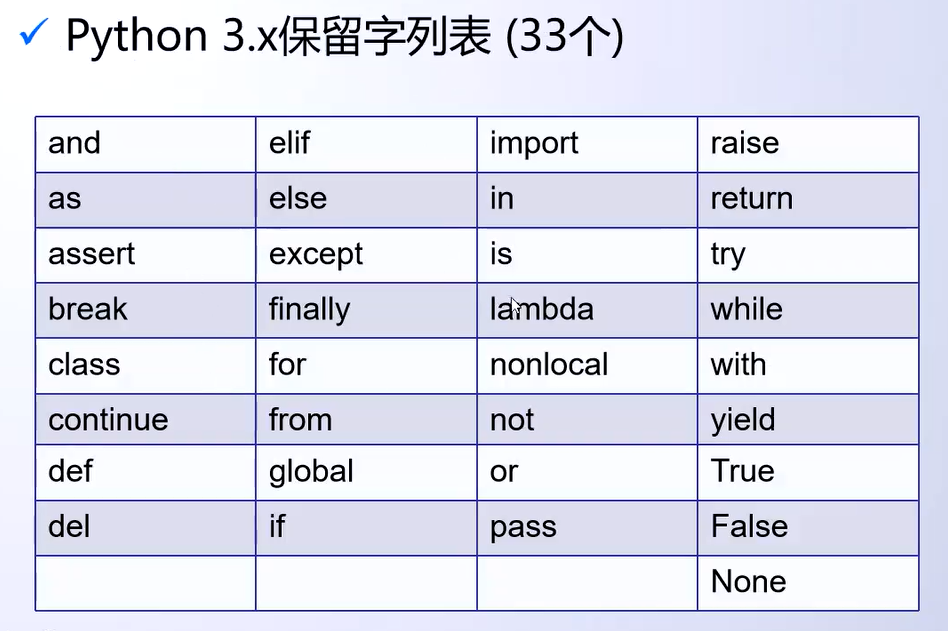 ✓ Python 3.x保留字列表 (33个)
and elif import raise
as else in return
assert except is try
break finally lambda while
class for nonlocal with
continue from not yield
def global or True
del if pass False
None